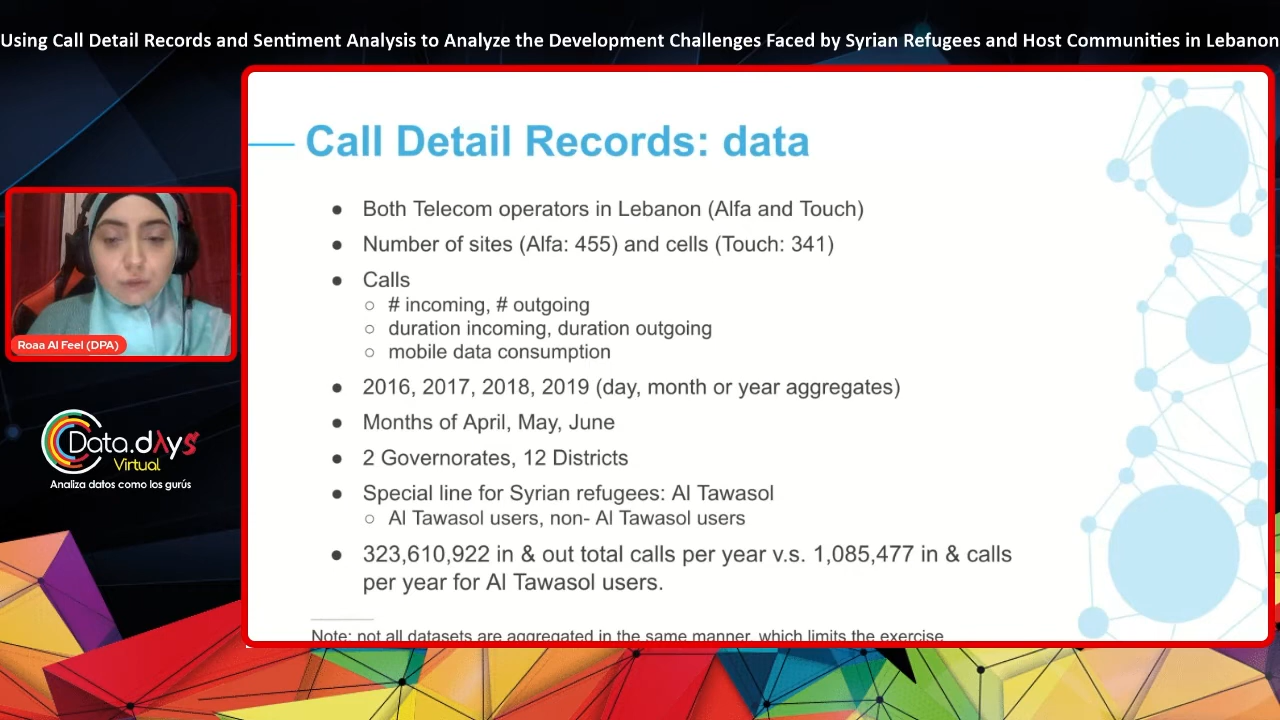 Using Call Detail Records and Sentiment Analysis to Analyze the Development Challenges Faced by Syrian Refugees and Host Communities in Lebanon
Call Detail Records: data
● Both Telecom operators in Lebanon (Alfa and Touch)
● Number of sites (Alfa: 455) and cells (Touch: 341)
● Calls
○ # incoming, # outgoing
○ duration incoming, duration outgoing
○ mobile data consumption
● 2016, 2017, 2018, 2019 (day, month or year aggregates)
● Months of April, May, June
● 2 Governorates, 12 Districts
● Special line for Syrian refugees: Al Tawasol
○ Al Tawasol users, non- Al Tawasol users
● 323,610,922 in & out total calls per year v.s. 1,085,477 in & calls
per year for Al Tawasol users.
Note: not all datasets are aggregated in the same manner, which limits the exercise
Roaa Al Feel (DPA)
Data.dAys
Virtual
Analiza datos como los gurús